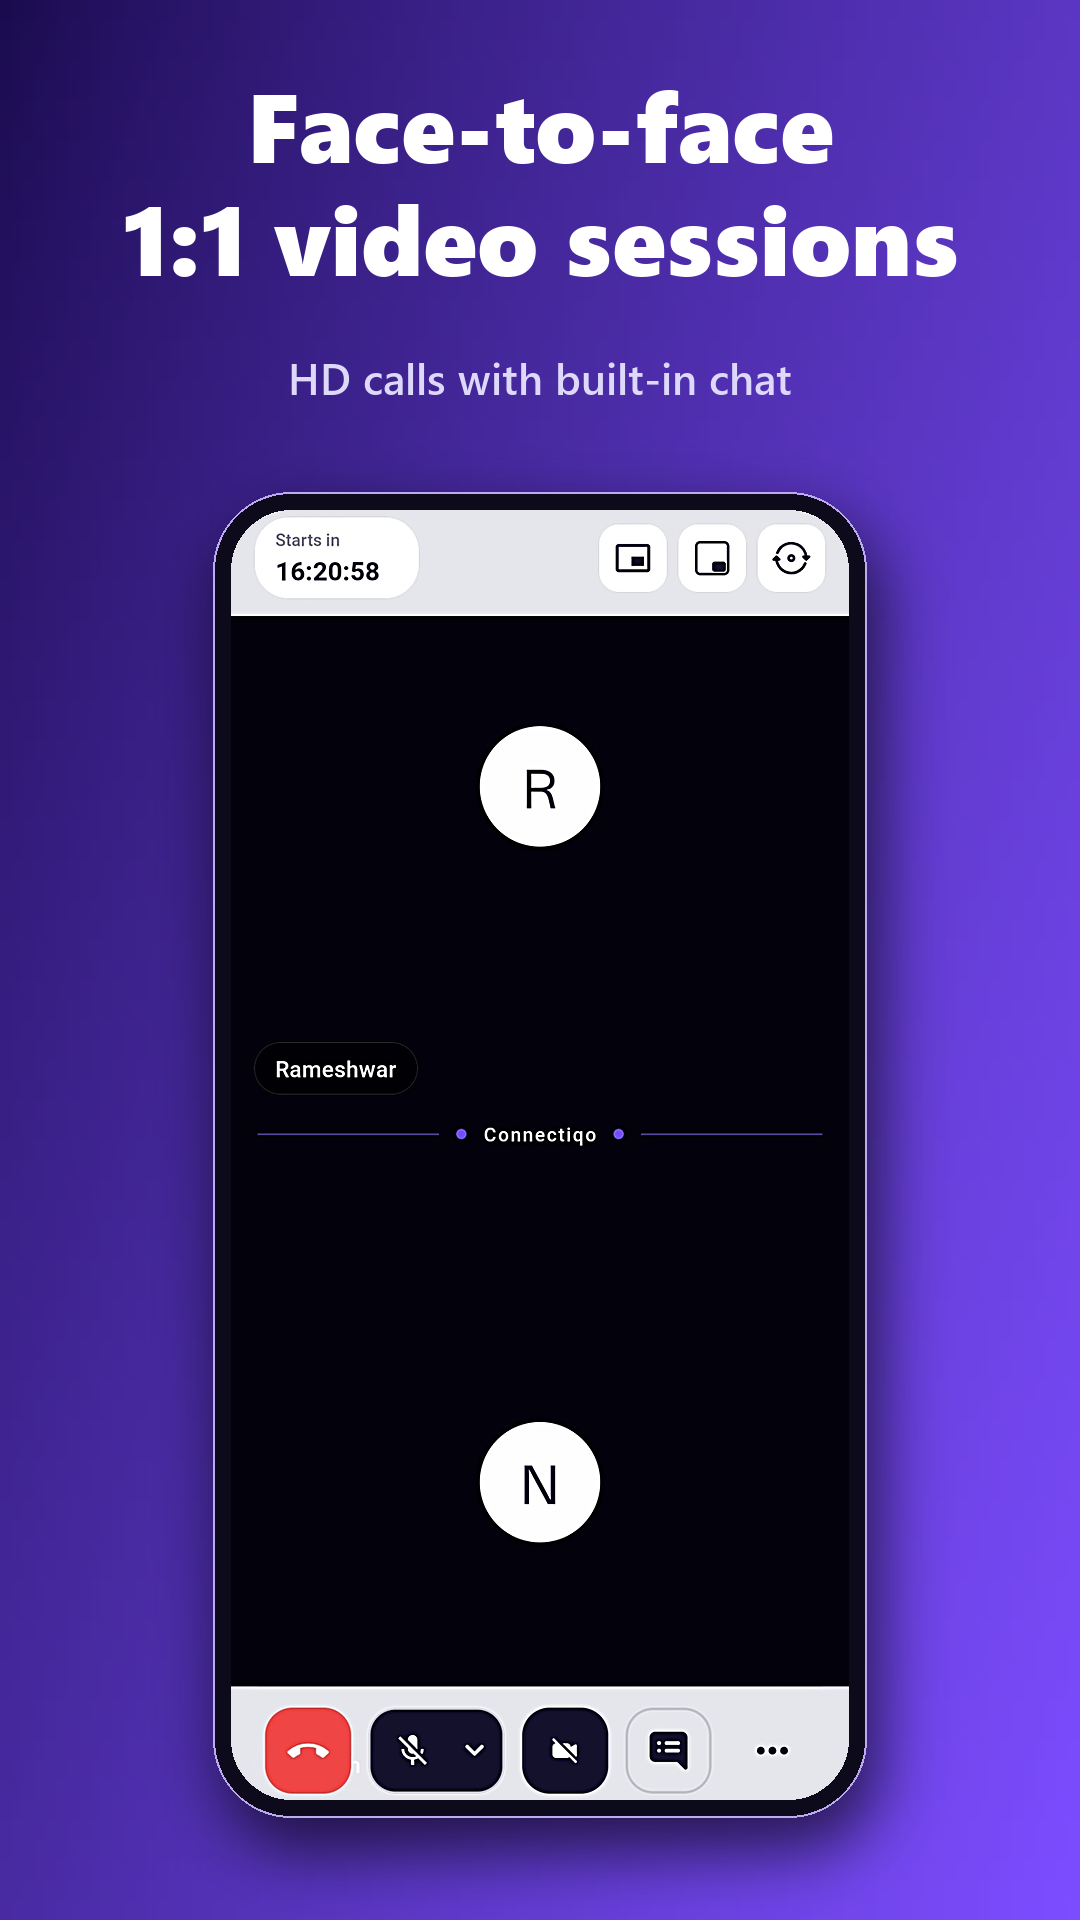 Face-to-face
1:1 video sessions
HD calls with built-in chat
Starts in
16:20:58
R
Rameshwar
Connectiqo
N